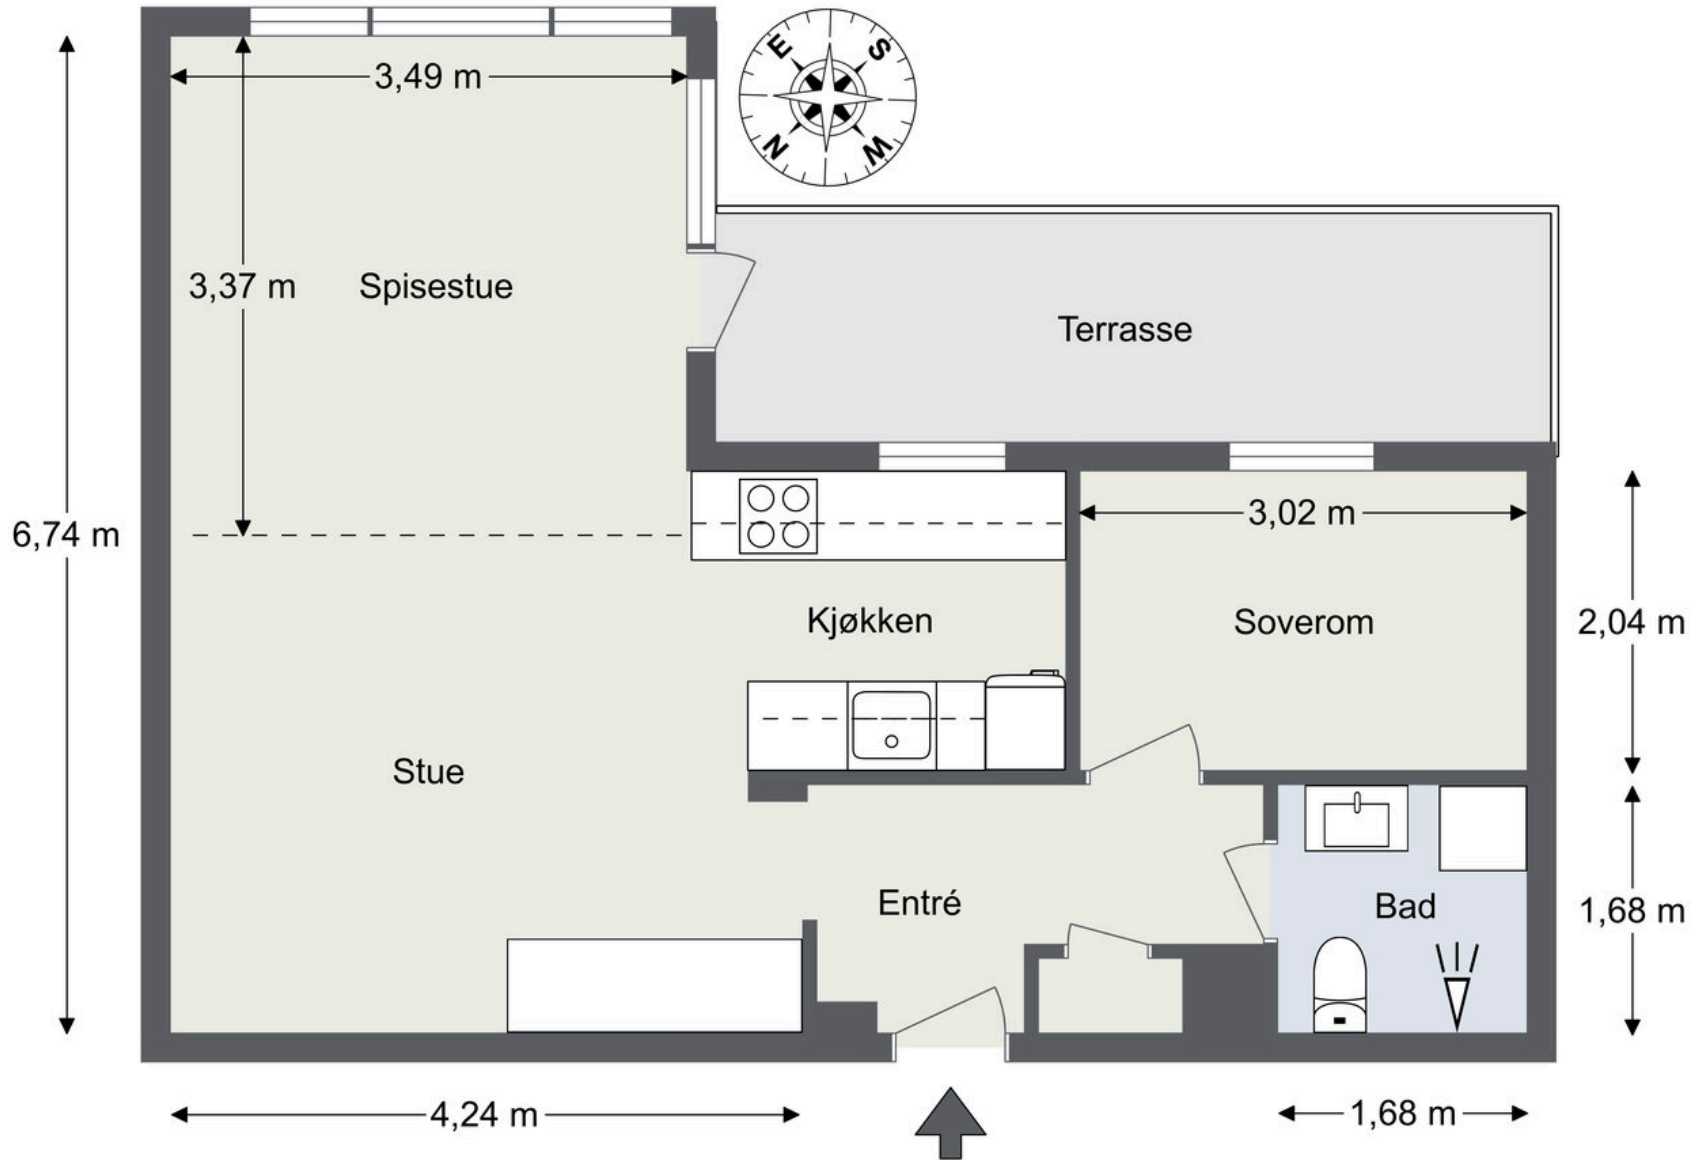 3,49 m
E
S
N
W
3,37 m
Spisestue
Terrasse
6,74 m
3,02 m
Kjøkken
Soverom
2,04 m
Stue
Entré
Bad
1,68 m
4,24 m
1,68 m